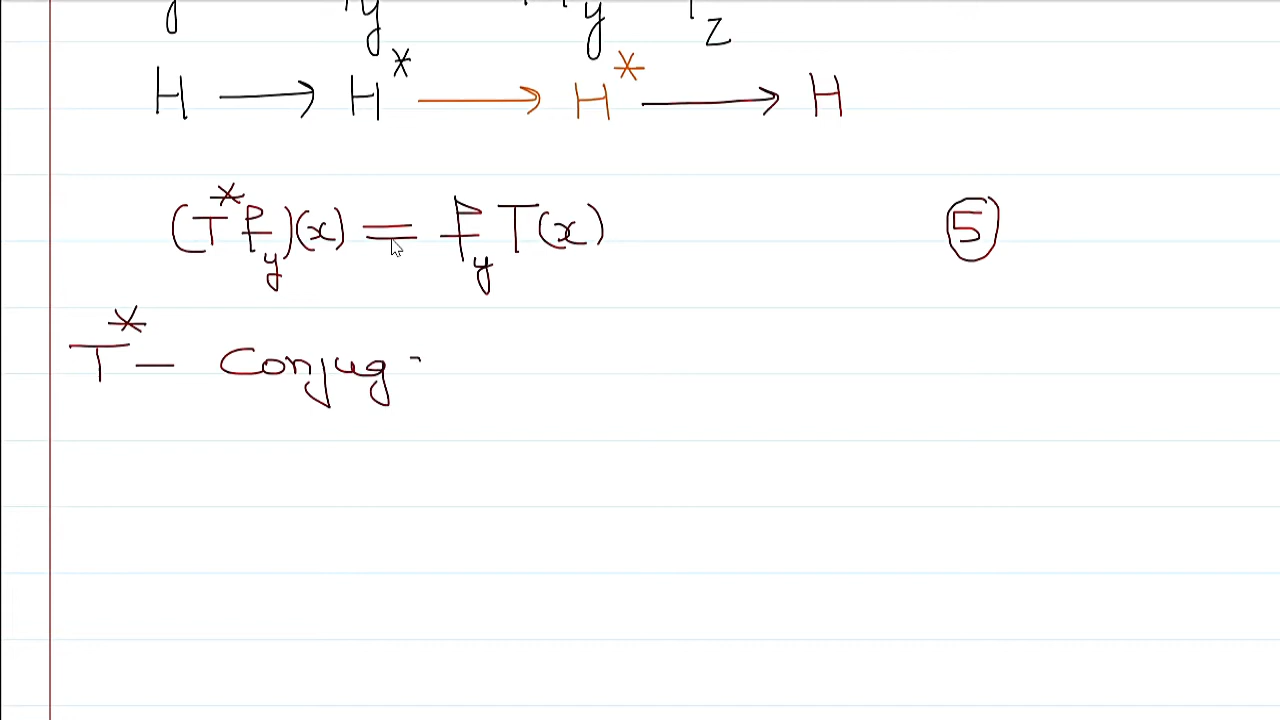 H ⟶ H* ⟶ H* ⟶ H
(T* f_y)(x) = f_y T(x) ⑤
T* — Conjug